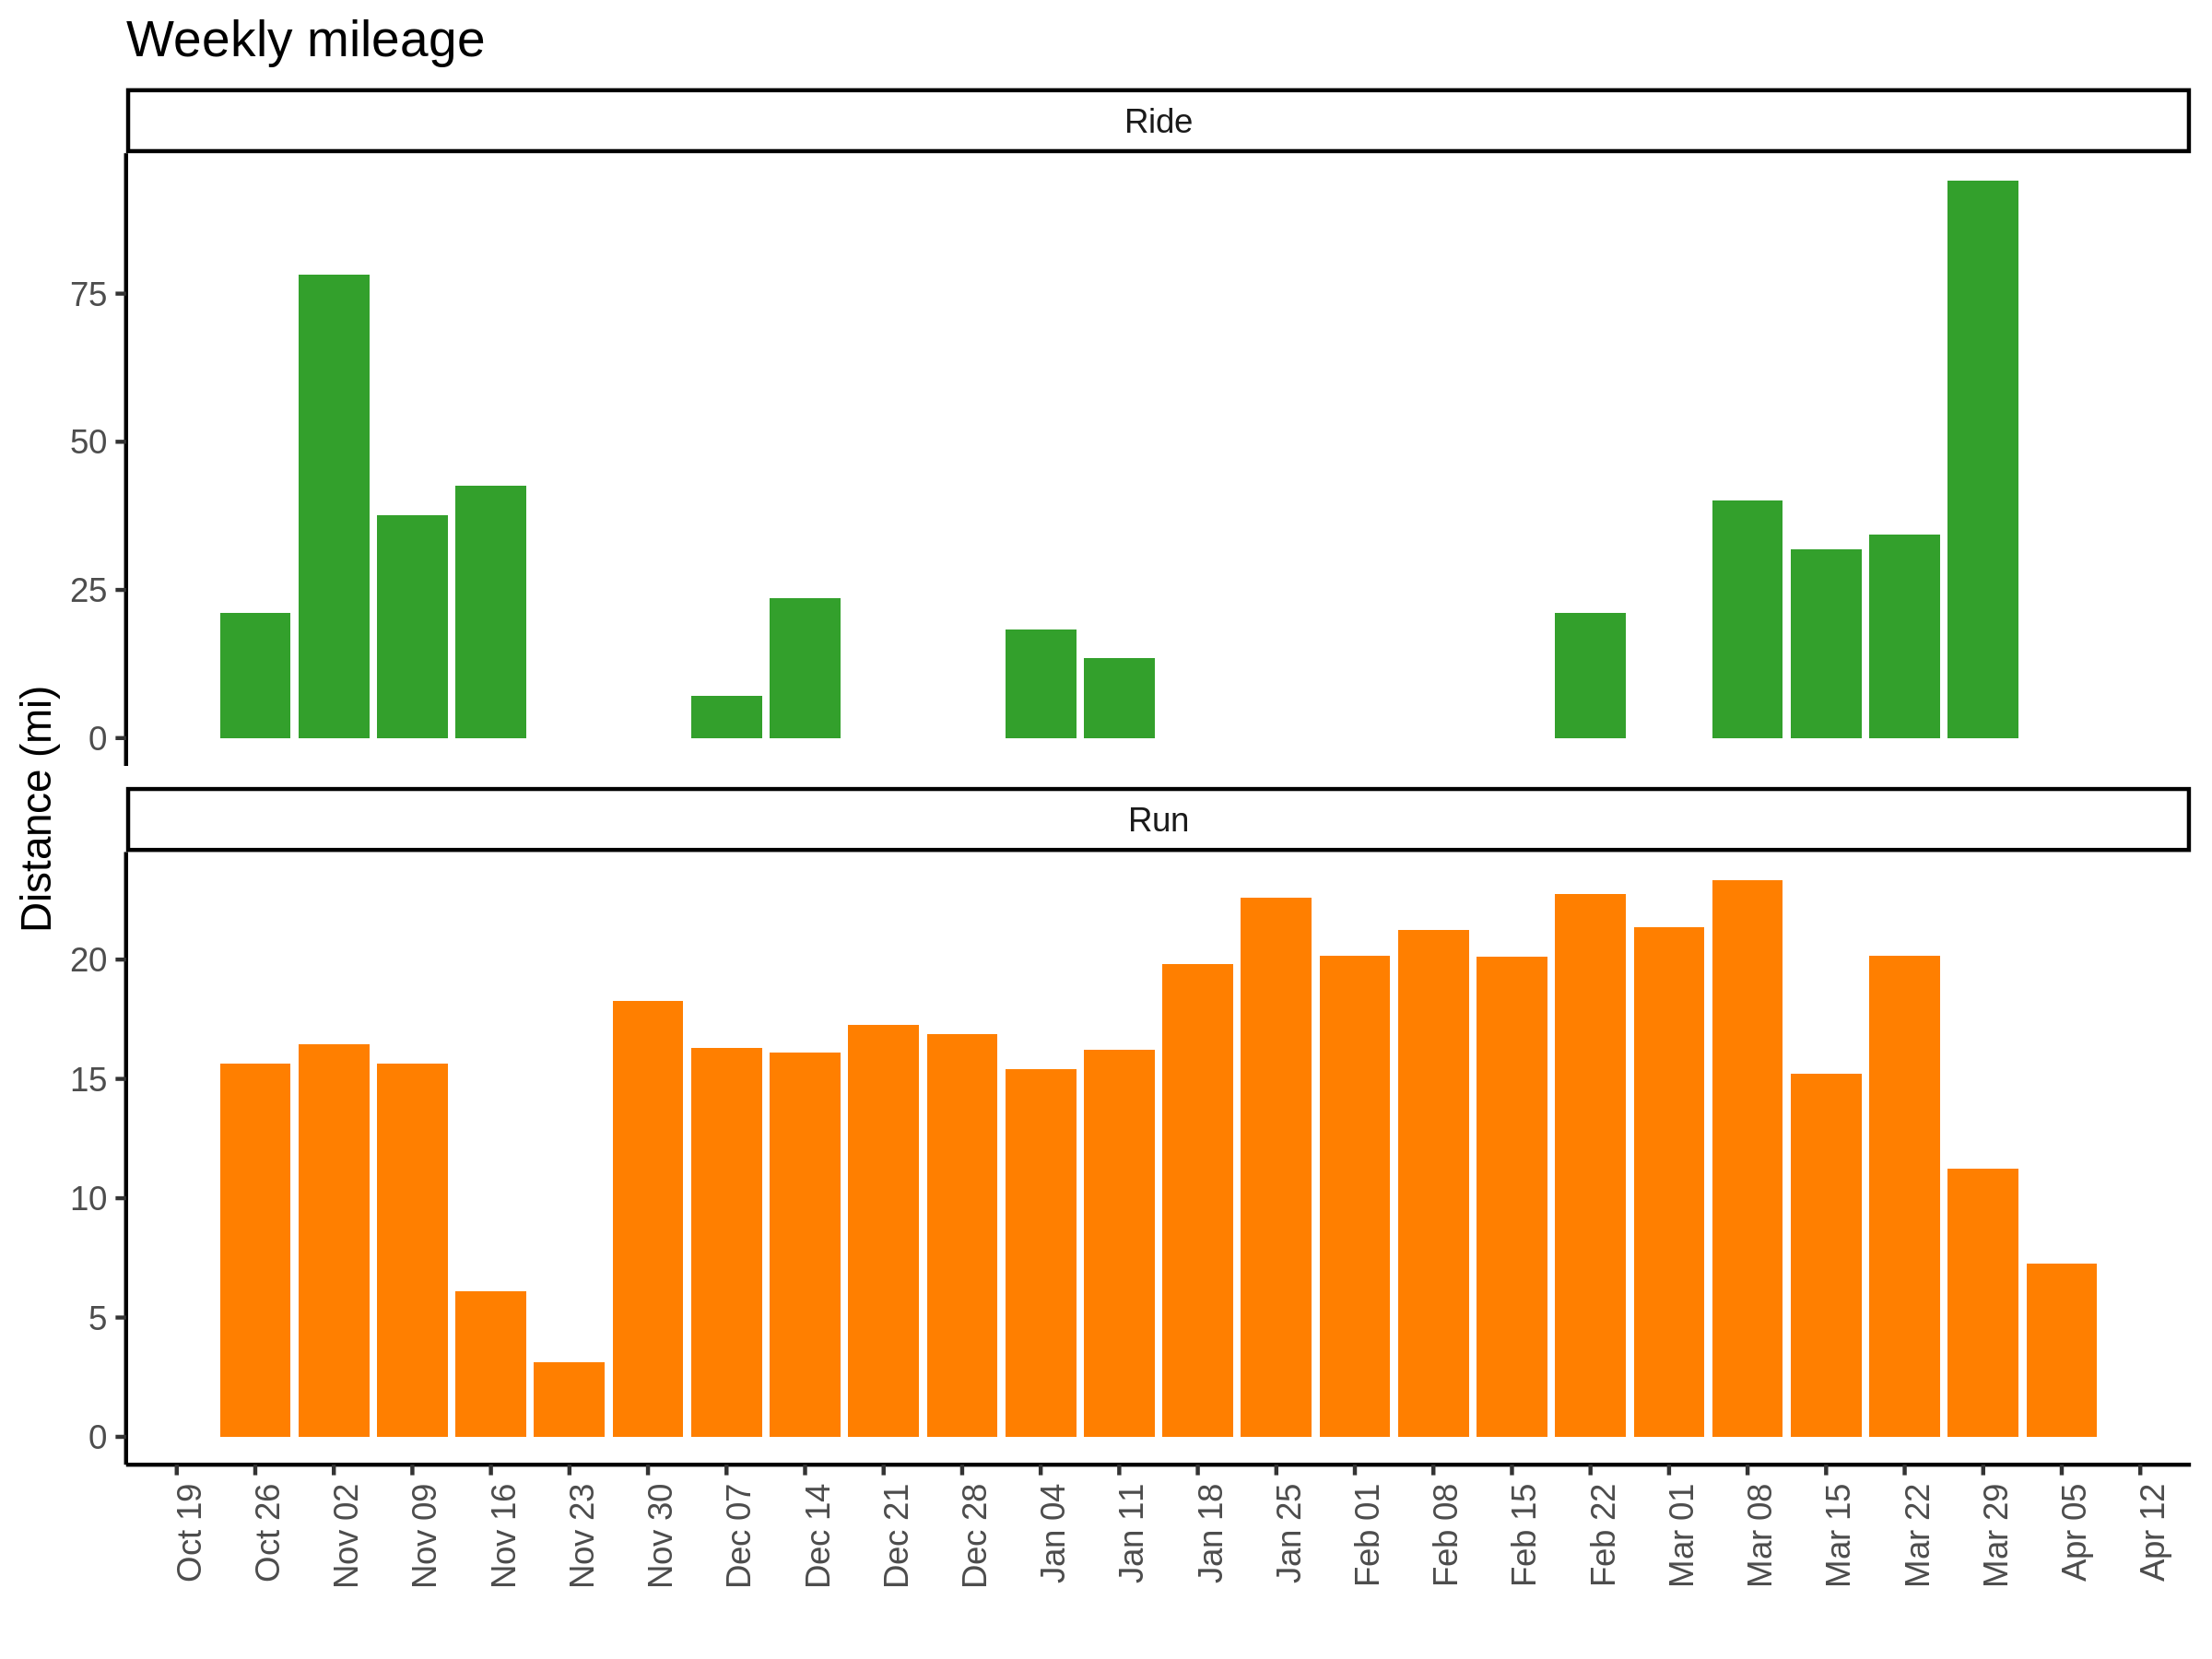 Weekly mileage
Ride
75
50
25
0
Distance (mi)
Run
20
15
10
5
0
Oct 19
Oct 26
Nov 02
Nov 09
Nov 16
Nov 23
Nov 30
Dec 07
Dec 14
Dec 21
Dec 28
Jan 04
Jan 11
Jan 18
Jan 25
Feb 01
Feb 08
Feb 15
Feb 22
Mar 01
Mar 08
Mar 15
Mar 22
Mar 29
Apr 05
Apr 12